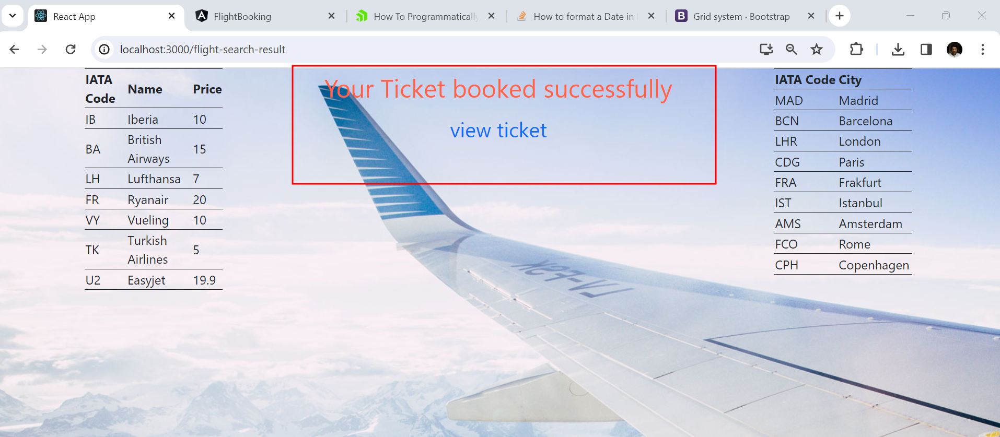 React App
FlightBooking
How To Programmatically
How to format a Date in
Grid system · Bootstrap
localhost:3000/flight-search-result
IATA Code Name Price
IB Iberia 10
BA British Airways 15
LH Lufthansa 7
FR Ryanair 20
VY Vueling 10
TK Turkish Airlines 5
U2 Easyjet 19.9
Your Ticket booked successfully
view ticket
IATA Code City
MAD Madrid
BCN Barcelona
LHR London
CDG Paris
FRA Frakfurt
IST Istanbul
AMS Amsterdam
FCO Rome
CPH Copenhagen